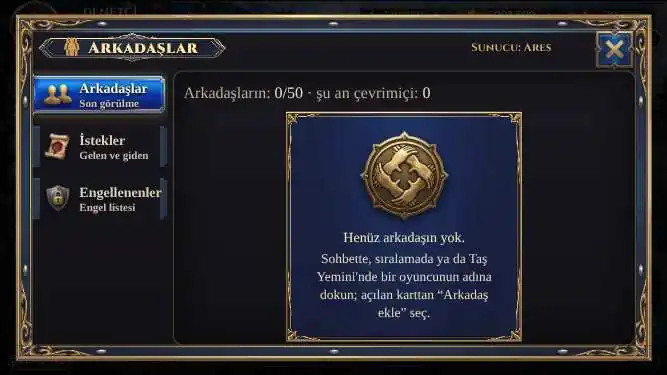 ARKADAŞLAR
SUNUCU: ARES
Arkadaşlar
Son görülme
İstekler
Gelen ve giden
Engellenenler
Engel listesi
Arkadaşların: 0/50 · şu an çevrimiçi: 0
Henüz arkadaşın yok.
Sohbette, sıralamada ya da Taş
Yemini'nde bir oyuncunun adına
dokun; açılan karttan “Arkadaş
ekle” seç.